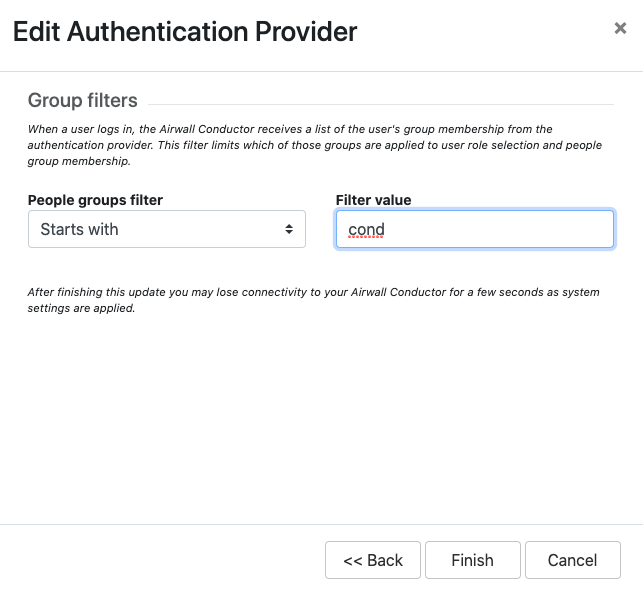 Edit Authentication Provider ×
Group filters
When a user logs in, the Airwall Conductor receives a list of the user's group membership from the
authentication provider. This filter limits which of those groups are applied to user role selection and people
group membership.
People groups filter Filter value
Starts with cond
After finishing this update you may lose connectivity to your Airwall Conductor for a few seconds as system
settings are applied.
<< Back Finish Cancel